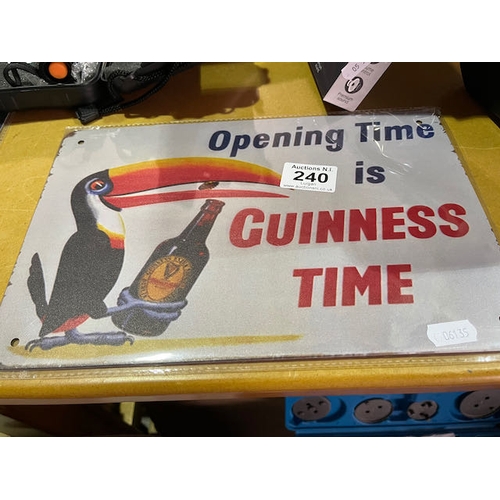 Opening Time
is
GUINNESS
TIME
Auctions N.I.
240
Lurgan
06135